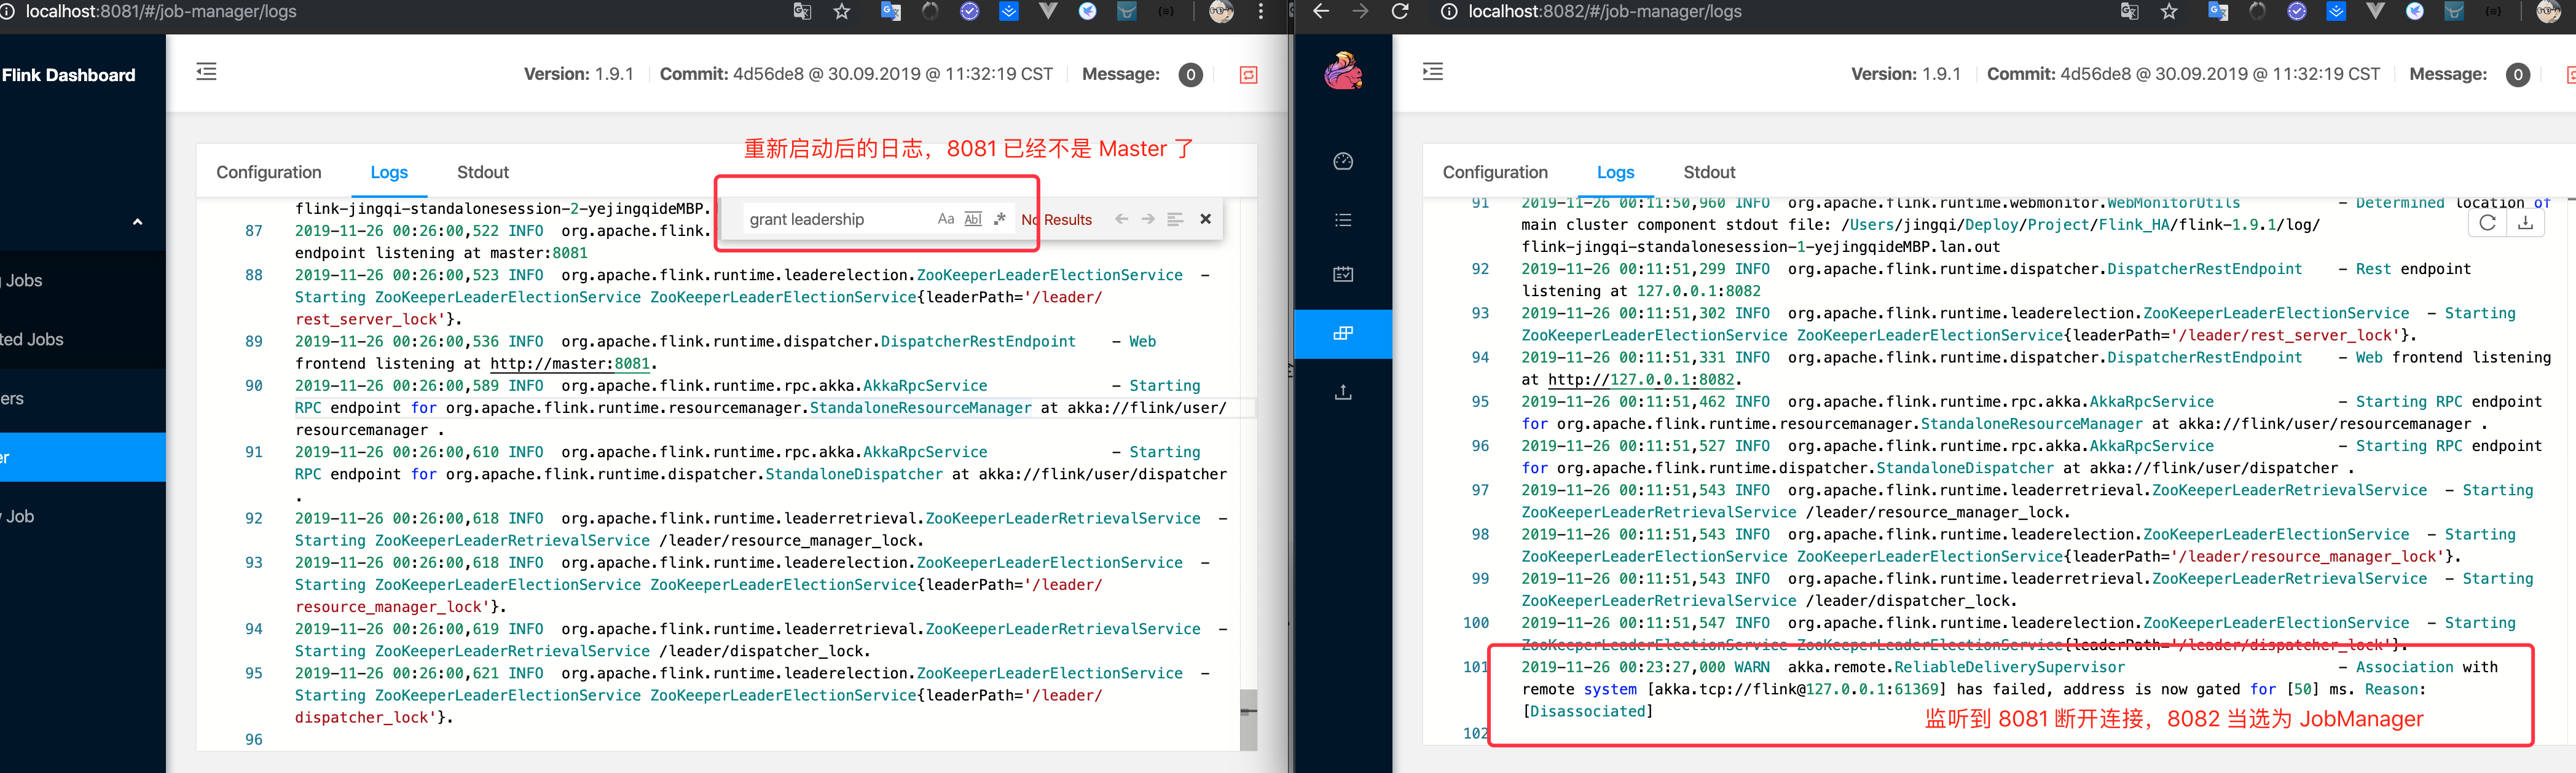 localhost:8081/#/job-manager/logs
Flink Dashboard
Version: 1.9.1 Commit: 4d56de8 @ 30.09.2019 @ 11:32:19 CST Message: 0
重新启动后的日志，8081 已经不是 Master 了
Configuration Logs Stdout
grant leadership Aa Abl .* No Results
Jobs
ted Jobs
ers
er
Job
flink-jingqi-standalonesession-2-yejingqideMBP.
87 2019-11-26 00:26:00,522 INFO org.apache.flink.
endpoint listening at master:8081
88 2019-11-26 00:26:00,523 INFO org.apache.flink.runtime.leaderelection.ZooKeeperLeaderElectionService -
Starting ZooKeeperLeaderElectionService ZooKeeperLeaderElectionService{leaderPath='/leader/
rest_server_lock'}.
89 2019-11-26 00:26:00,536 INFO org.apache.flink.runtime.dispatcher.DispatcherRestEndpoint - Web
frontend listening at http://master:8081.
90 2019-11-26 00:26:00,589 INFO org.apache.flink.runtime.rpc.akka.AkkaRpcService - Starting
RPC endpoint for org.apache.flink.runtime.resourcemanager.StandaloneResourceManager at akka://flink/user/
resourcemanager .
91 2019-11-26 00:26:00,610 INFO org.apache.flink.runtime.rpc.akka.AkkaRpcService - Starting
RPC endpoint for org.apache.flink.runtime.dispatcher.StandaloneDispatcher at akka://flink/user/dispatcher
.
92 2019-11-26 00:26:00,618 INFO org.apache.flink.runtime.leaderretrieval.ZooKeeperLeaderRetrievalService -
Starting ZooKeeperLeaderRetrievalService /leader/resource_manager_lock.
93 2019-11-26 00:26:00,618 INFO org.apache.flink.runtime.leaderelection.ZooKeeperLeaderElectionService -
Starting ZooKeeperLeaderElectionService ZooKeeperLeaderElectionService{leaderPath='/leader/
resource_manager_lock'}.
94 2019-11-26 00:26:00,619 INFO org.apache.flink.runtime.leaderretrieval.ZooKeeperLeaderRetrievalService -
Starting ZooKeeperLeaderRetrievalService /leader/dispatcher_lock.
95 2019-11-26 00:26:00,621 INFO org.apache.flink.runtime.leaderelection.ZooKeeperLeaderElectionService -
Starting ZooKeeperLeaderElectionService ZooKeeperLeaderElectionService{leaderPath='/leader/
dispatcher_lock'}.
96
localhost:8082/#/job-manager/logs
Version: 1.9.1 Commit: 4d56de8 @ 30.09.2019 @ 11:32:19 CST Message: 0
Configuration Logs Stdout
91 2019-11-26 00:11:50,960 INFO org.apache.flink.runtime.webmonitor.WebMonitorUtils - Determined location of
main cluster component stdout file: /Users/jingqi/Deploy/Project/Flink_HA/flink-1.9.1/log/
flink-jingqi-standalonesession-1-yejingqideMBP.lan.out
92 2019-11-26 00:11:51,299 INFO org.apache.flink.runtime.dispatcher.DispatcherRestEndpoint - Rest endpoint
listening at 127.0.0.1:8082
93 2019-11-26 00:11:51,302 INFO org.apache.flink.runtime.leaderelection.ZooKeeperLeaderElectionService - Starting
ZooKeeperLeaderElectionService ZooKeeperLeaderElectionService{leaderPath='/leader/rest_server_lock'}.
94 2019-11-26 00:11:51,331 INFO org.apache.flink.runtime.dispatcher.DispatcherRestEndpoint - Web frontend listening
at http://127.0.0.1:8082.
95 2019-11-26 00:11:51,462 INFO org.apache.flink.runtime.rpc.akka.AkkaRpcService - Starting RPC endpoint
for org.apache.flink.runtime.resourcemanager.StandaloneResourceManager at akka://flink/user/resourcemanager .
96 2019-11-26 00:11:51,527 INFO org.apache.flink.runtime.rpc.akka.AkkaRpcService - Starting RPC endpoint
for org.apache.flink.runtime.dispatcher.StandaloneDispatcher at akka://flink/user/dispatcher .
97 2019-11-26 00:11:51,543 INFO org.apache.flink.runtime.leaderretrieval.ZooKeeperLeaderRetrievalService - Starting
ZooKeeperLeaderRetrievalService /leader/resource_manager_lock.
98 2019-11-26 00:11:51,543 INFO org.apache.flink.runtime.leaderelection.ZooKeeperLeaderElectionService - Starting
ZooKeeperLeaderElectionService ZooKeeperLeaderElectionService{leaderPath='/leader/resource_manager_lock'}.
99 2019-11-26 00:11:51,543 INFO org.apache.flink.runtime.leaderretrieval.ZooKeeperLeaderRetrievalService - Starting
ZooKeeperLeaderRetrievalService /leader/dispatcher_lock.
100 2019-11-26 00:11:51,547 INFO org.apache.flink.runtime.leaderelection.ZooKeeperLeaderElectionService - Starting
ZooKeeperLeaderElectionService ZooKeeperLeaderElectionService{leaderPath='/leader/dispatcher_lock'}.
101 2019-11-26 00:23:27,000 WARN akka.remote.ReliableDeliverySupervisor - Association with
remote system [akka.tcp://flink@127.0.0.1:61369] has failed, address is now gated for [50] ms. Reason:
[Disassociated]
监听到 8081 断开连接，8082 当选为 JobManager
102